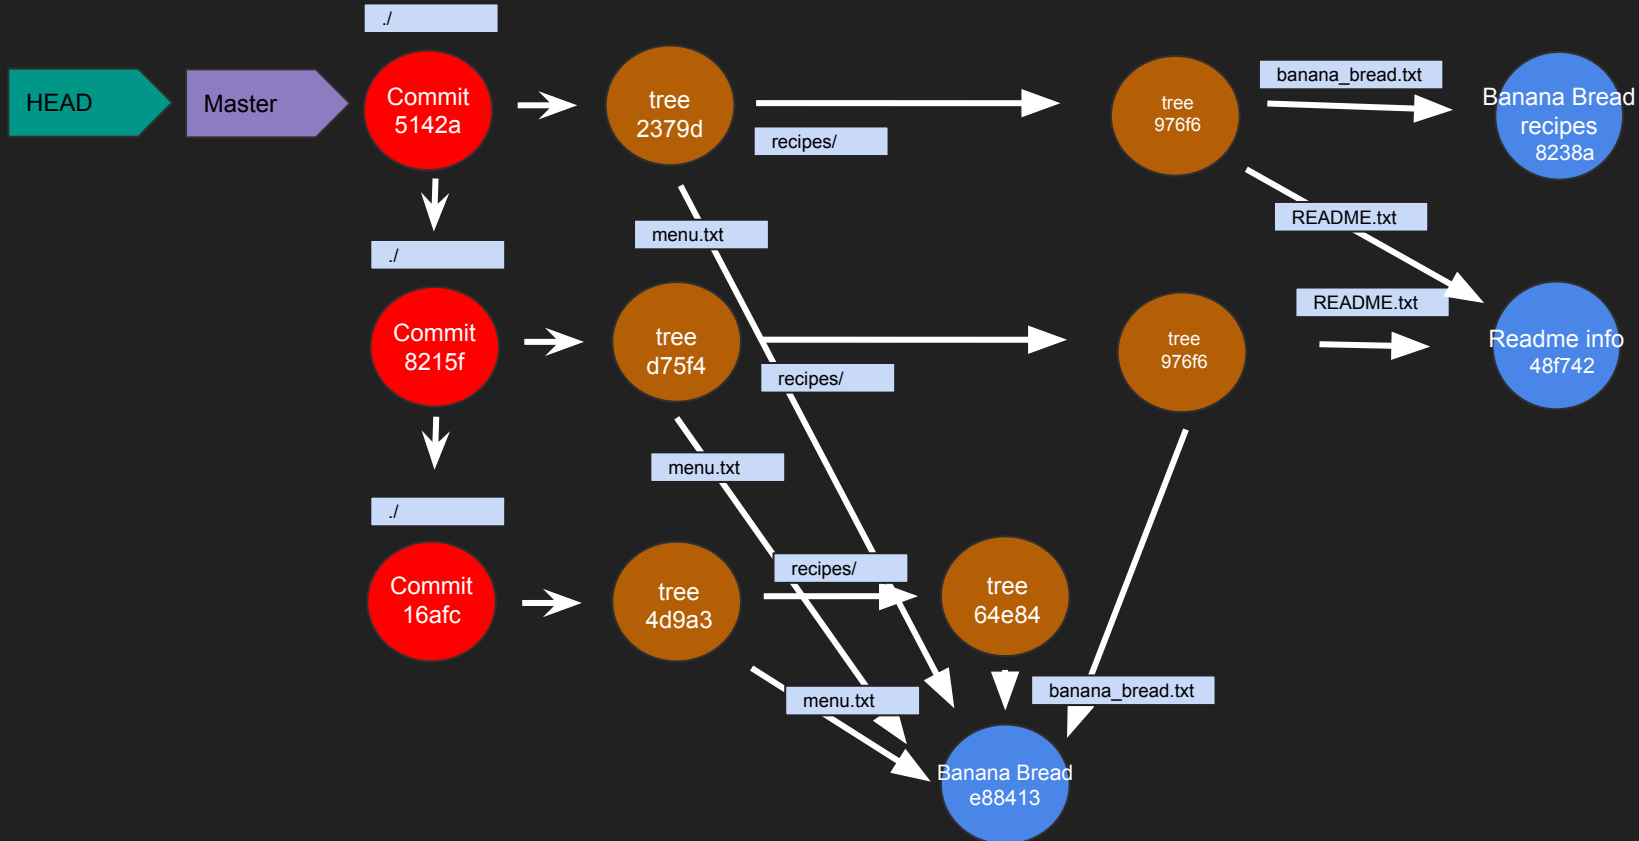 ./
HEAD
Master
Commit
5142a
tree
2379d
recipes/
tree
976f6
banana_bread.txt
Banana Bread
recipes
8238a
menu.txt
README.txt
./
Commit
8215f
tree
d75f4
recipes/
tree
976f6
README.txt
Readme info
48f742
menu.txt
./
Commit
16afc
tree
4d9a3
recipes/
tree
64e84
menu.txt
banana_bread.txt
Banana Bread
e88413